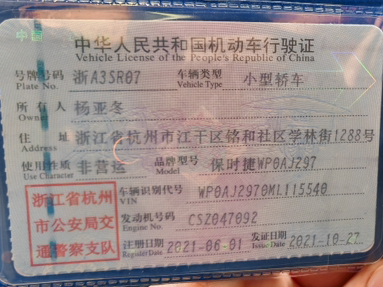 中国
中华人民共和国机动车行驶证
Vehicle License of the People's Republic of China
号牌号码 浙A35R07 车辆类型 小型轿车
Plate No. Vehicle Type
所有人 杨亚冬
Owner
住址 浙江省杭州市江干区铭和社区学林街1288号
Address
使用性质 非营运 品牌型号 保时捷WP0AJ297
Use Character Model
浙江省杭州
市公安局交
通警察支队
车辆识别代号 WP0AJ2970ML115540
VIN
发动机号码 CSZ047092
Engine No.
注册日期 2021-06-01 发证日期 2021-10-27
Register Date Issue Date